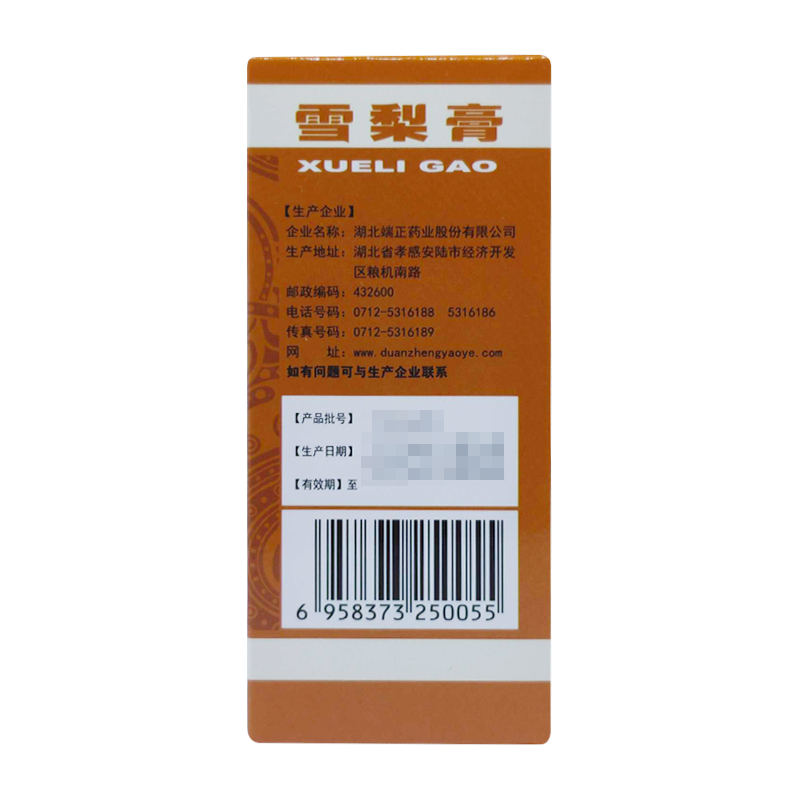 雪梨膏
XUELI GAO
【生产企业】
企业名称：湖北端正药业股份有限公司
生产地址：湖北省孝感安陆市经济开发
区粮机南路
邮政编码：432600
电话号码：0712-5316188 5316186
传真号码：0712-5316189
网 址：www.duanzhengyaoye.com
如有问题可与生产企业联系
【产品批号】
【生产日期】
【有效期】至
6 958373 250055